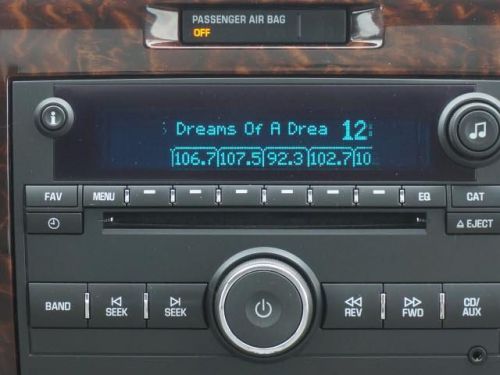 PASSENGER AIR BAG
OFF
Dreams Of A Drea 12
106.7 107.5 92.3 102.7 10
FAV MENU EQ CAT
EJECT
BAND SEEK SEEK REV FWD CD/
AUX